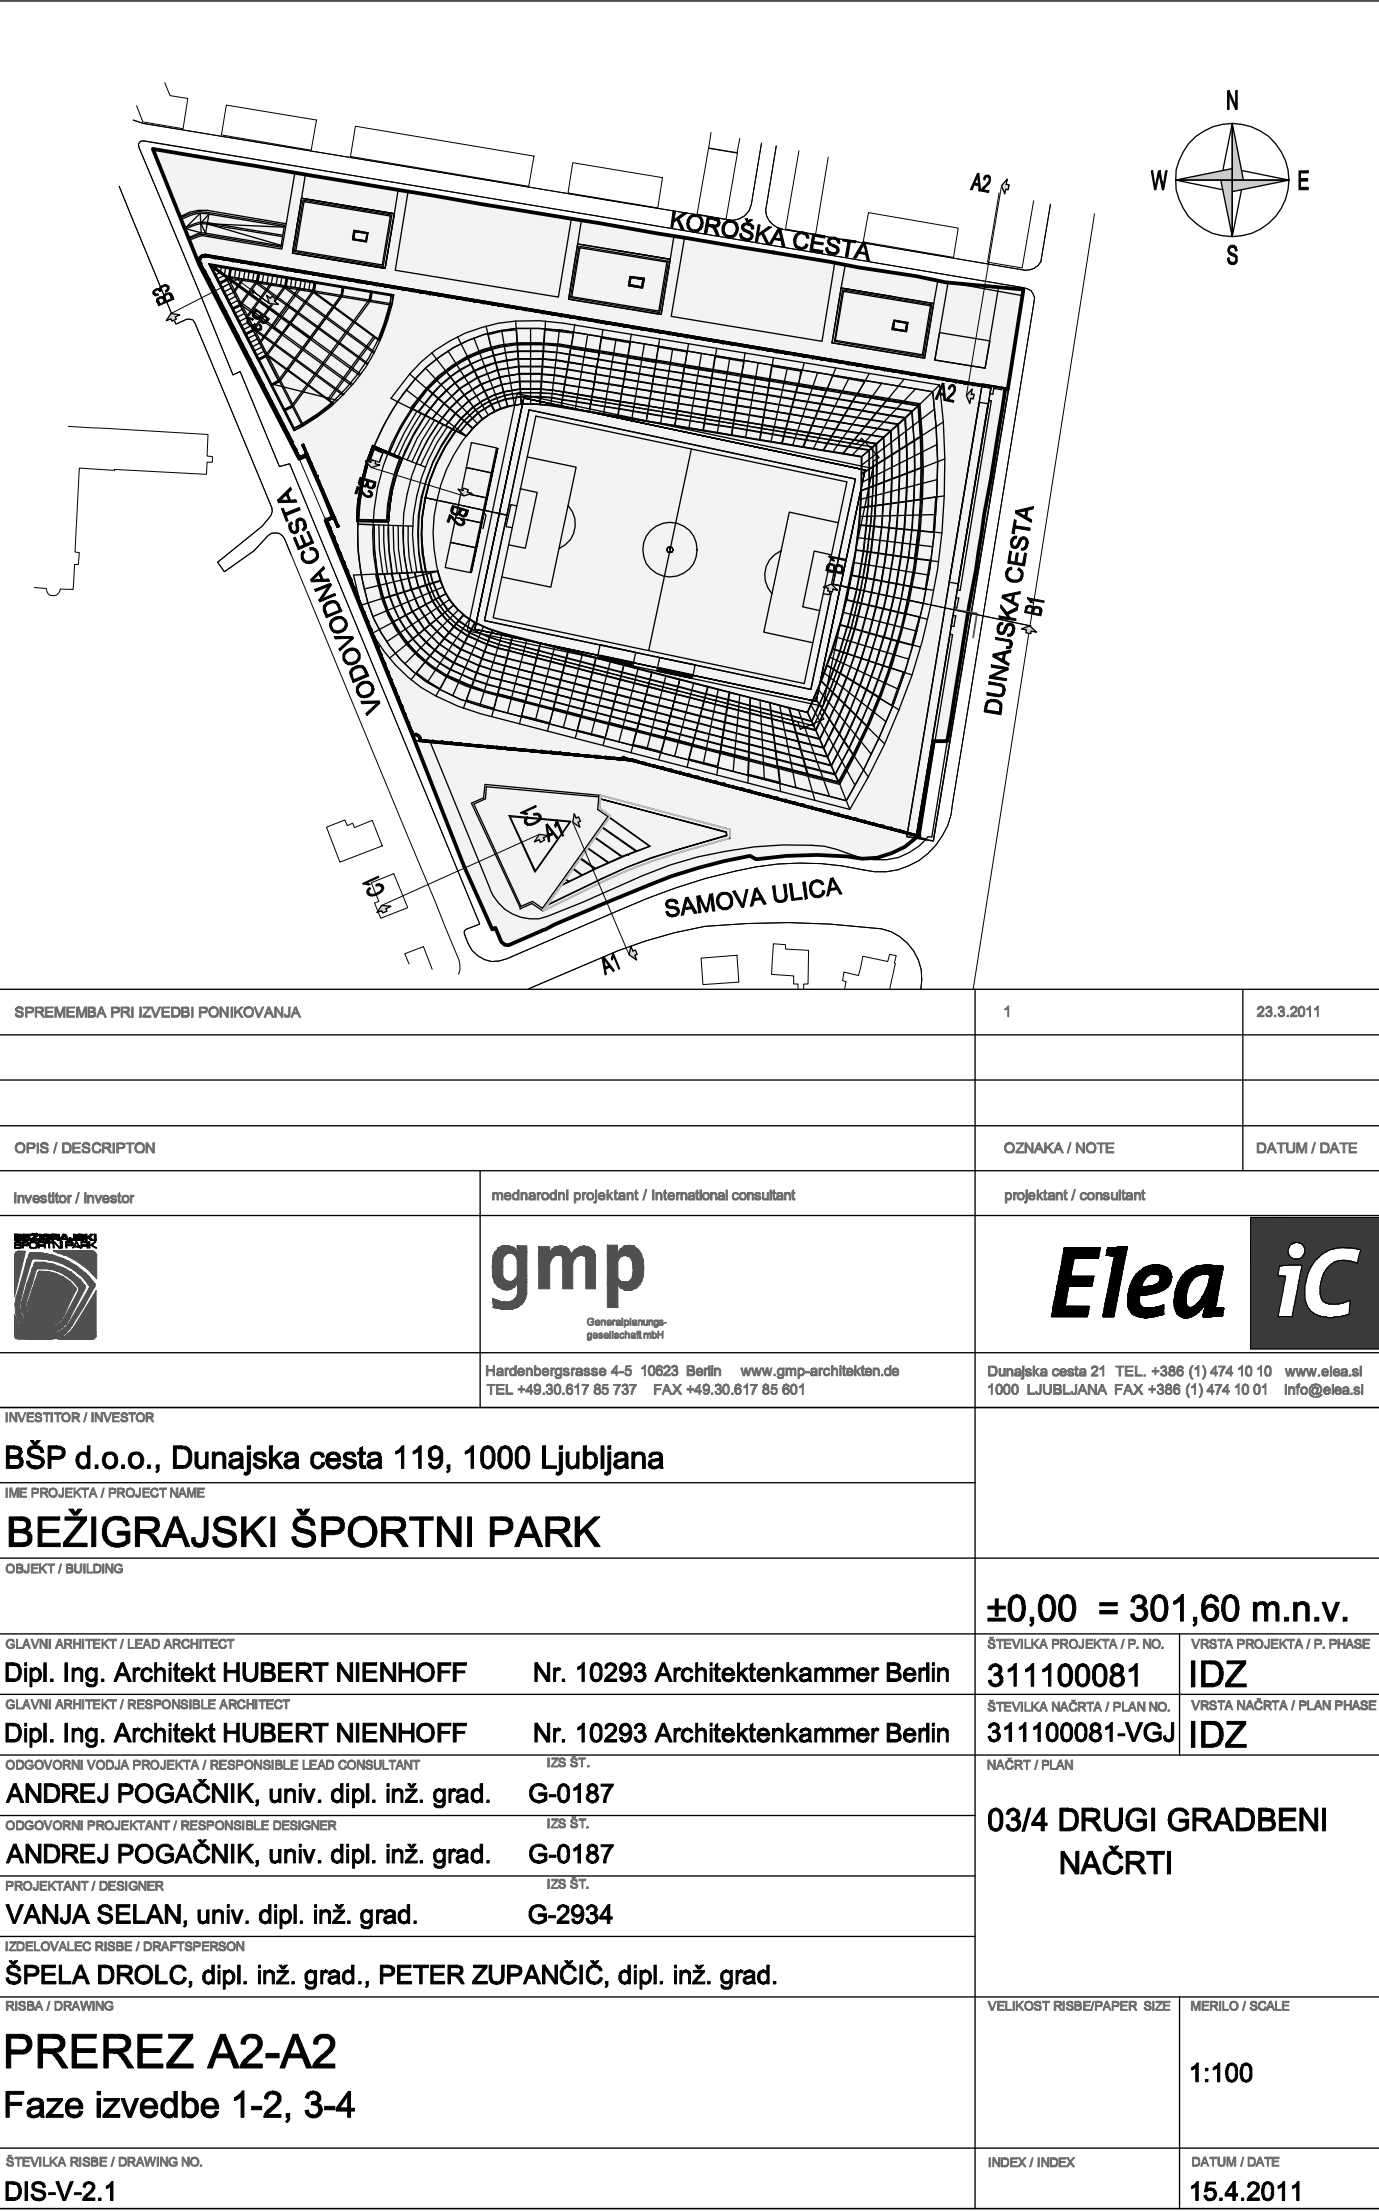 N
W E
S
A2
KOROŠKA CESTA
B3
B3
A2
B2
B2
B1
B1
VODOVODNA CESTA
DUNAJSKA CESTA
C1
A1
C1
SAMOVA ULICA
A1
SPREMEMBA PRI IZVEDBI PONIKOVANJA 1 23.3.2011
OPIS / DESCRIPTON OZNAKA / NOTE DATUM / DATE
investitor / investor mednarodni projektant / international consultant projektant / consultant
BEŽIGRAJSKI
ŠPORTNI PARK
gmp
Generalplanungs-
gesellschaft mbH
Elea iC
Hardenbergsrasse 4-5 10623 Berlin www.gmp-architekten.de
TEL +49.30.617 85 737 FAX +49.30.617 85 601
Dunajska cesta 21 TEL. +386 (1) 474 10 10 www.elea.si
1000 LJUBLJANA FAX +386 (1) 474 10 01 info@elea.si
INVESTITOR / INVESTOR
BŠP d.o.o., Dunajska cesta 119, 1000 Ljubljana
IME PROJEKTA / PROJECT NAME
BEŽIGRAJSKI ŠPORTNI PARK
OBJEKT / BUILDING
±0,00 = 301,60 m.n.v.
GLAVNI ARHITEKT / LEAD ARCHITECT
Dipl. Ing. Architekt HUBERT NIENHOFF Nr. 10293 Architektenkammer Berlin
ŠTEVILKA PROJEKTA / P. NO. VRSTA PROJEKTA / P. PHASE
311100081 IDZ
GLAVNI ARHITEKT / RESPONSIBLE ARCHITECT
Dipl. Ing. Architekt HUBERT NIENHOFF Nr. 10293 Architektenkammer Berlin
ŠTEVILKA NAČRTA / PLAN NO. VRSTA NAČRTA / PLAN PHASE
311100081-VGJ IDZ
ODGOVORNI VODJA PROJEKTA / RESPONSIBLE LEAD CONSULTANT IZS ŠT.
ANDREJ POGAČNIK, univ. dipl. inž. grad. G-0187
ODGOVORNI PROJEKTANT / RESPONSIBLE DESIGNER IZS ŠT.
ANDREJ POGAČNIK, univ. dipl. inž. grad. G-0187
PROJEKTANT / DESIGNER IZS ŠT.
VANJA SELAN, univ. dipl. inž. grad. G-2934
IZDELOVALEC RISBE / DRAFTSPERSON
ŠPELA DROLC, dipl. inž. grad., PETER ZUPANČIČ, dipl. inž. grad.
NAČRT / PLAN
03/4 DRUGI GRADBENI
NAČRTI
RISBA / DRAWING
PREREZ A2-A2
Faze izvedbe 1-2, 3-4
VELIKOST RISBE/PAPER SIZE MERILO / SCALE
1:100
ŠTEVILKA RISBE / DRAWING NO.
DIS-V-2.1
INDEX / INDEX DATUM / DATE
15.4.2011